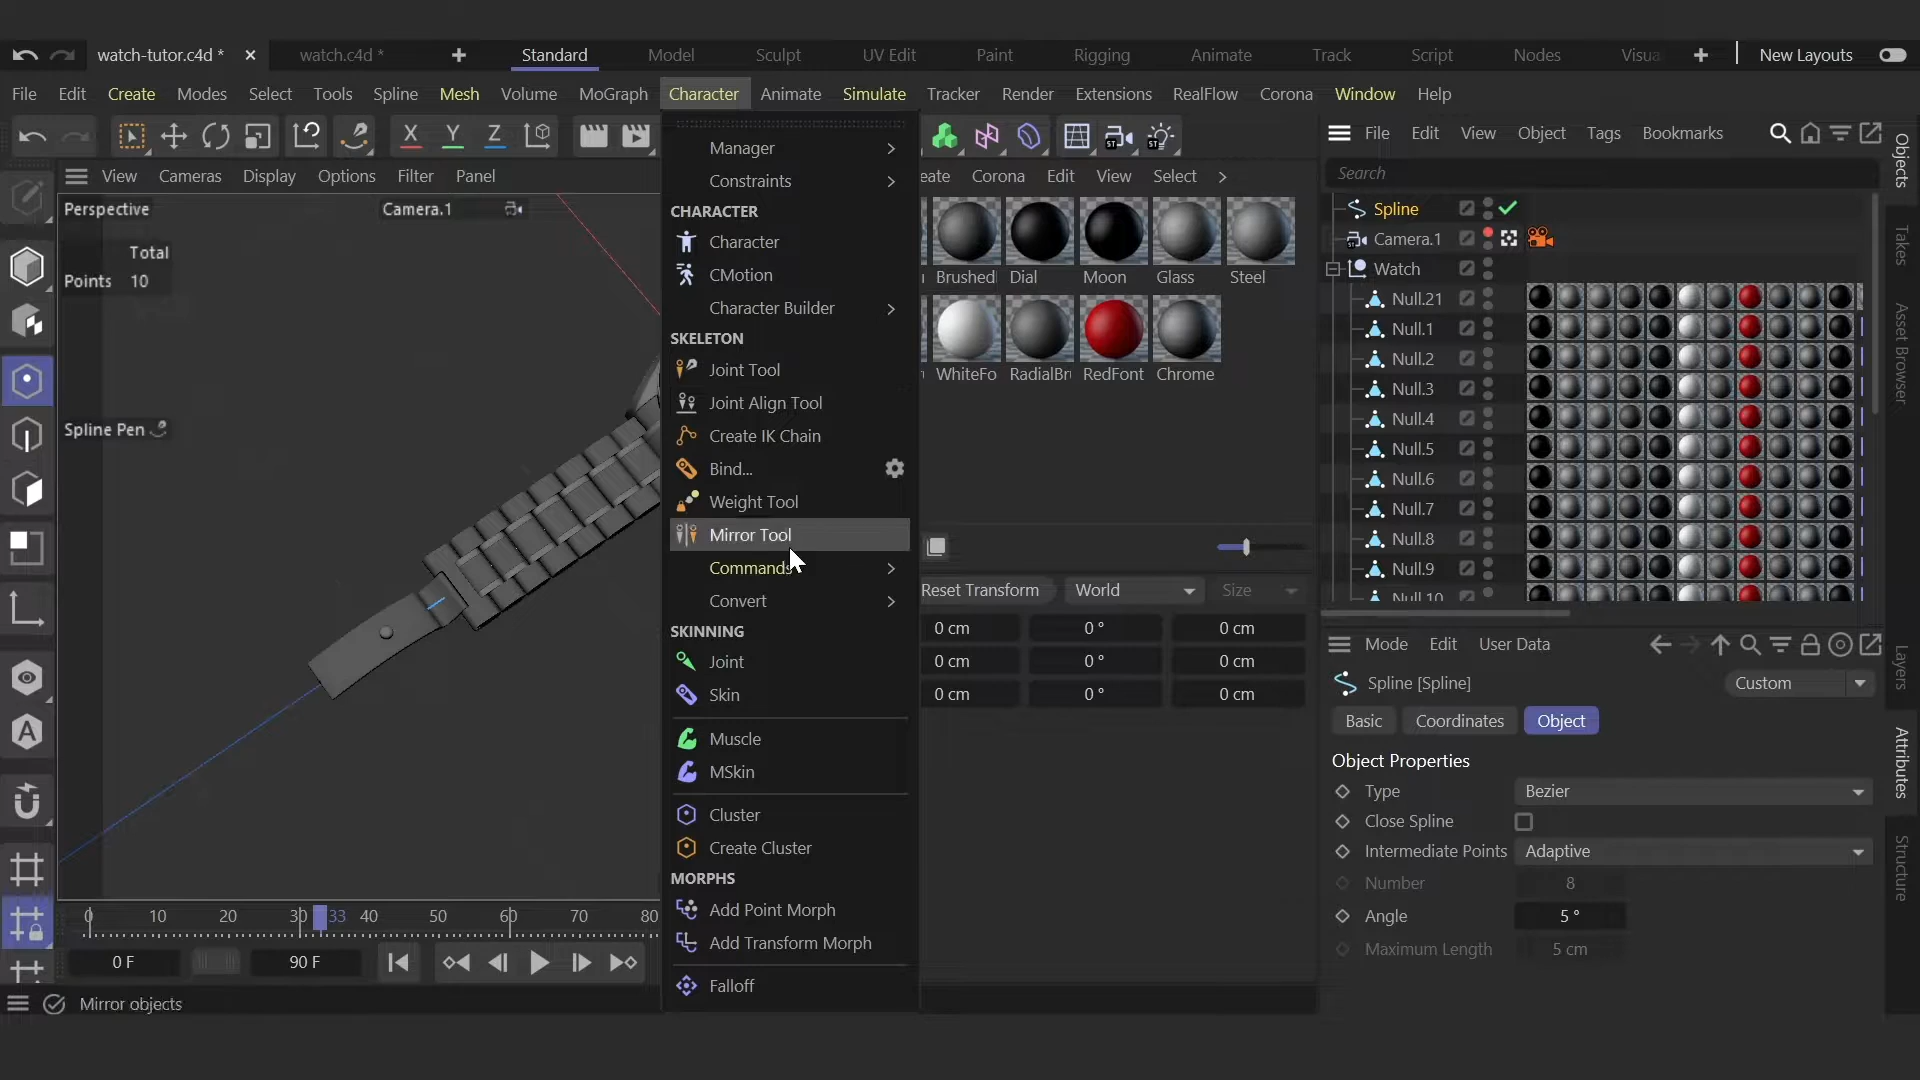 watch-tutor.c4d *
watch.c4d *
Standard
Model
Sculpt
UV Edit
Paint
Rigging
Animate
Track
Script
Nodes
New Layouts
File Edit Create Modes Select Tools Spline Mesh Volume MoGraph Character Animate Simulate Tracker Render Extensions RealFlow Corona Window Help
X Y Z
ST
ST
File Edit View Object Tags Bookmarks
View Cameras Display Options Filter Panel
Corona Edit View Select
Search
Perspective
Camera.1
Total
Points 10
Spline Pen
Manager
Constraints
CHARACTER
Character
CMotion
Character Builder
SKELETON
Joint Tool
Joint Align Tool
Create IK Chain
Bind...
Weight Tool
Mirror Tool
Commands
Convert
SKINNING
Joint
Skin
Muscle
MSkin
Cluster
Create Cluster
MORPHS
Add Point Morph
Add Transform Morph
Falloff
Dial
Moon
Glass
Steel
RedFont
Chrome
Reset Transform
World
Size
0 cm 0 ° 0 cm
0 cm 0 ° 0 cm
0 cm 0 ° 0 cm
Spline
Camera.1
Watch
Null.21
Null.1
Null.2
Null.3
Null.4
Null.5
Null.6
Null.7
Null.8
Null.9
Null.10
Objects
Takes
Asset Browser
Mode Edit User Data
Spline [Spline]
Custom
Basic
Coordinates
Object
Object Properties
Type
Bezier
Close Spline
Intermediate Points
Adaptive
Number
8
Angle
5 °
Maximum Length
5 cm
Layers
Attributes
Structure
0 10 20 30 33 40 50 60 70 80
0 F
90 F
Mirror objects